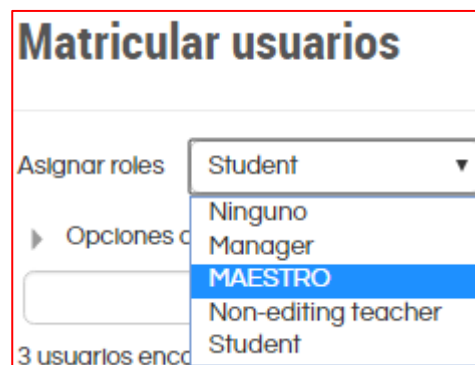 Matricular usuarios
Asignar roles Student
Ninguno
Opciones
Manager
MAESTRO
Non-editing teacher
Student
3 usuarios